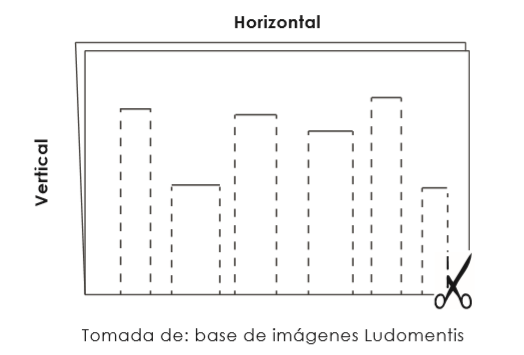 Horizontal
Vertical
Tomada de: base de imágenes Ludomentis